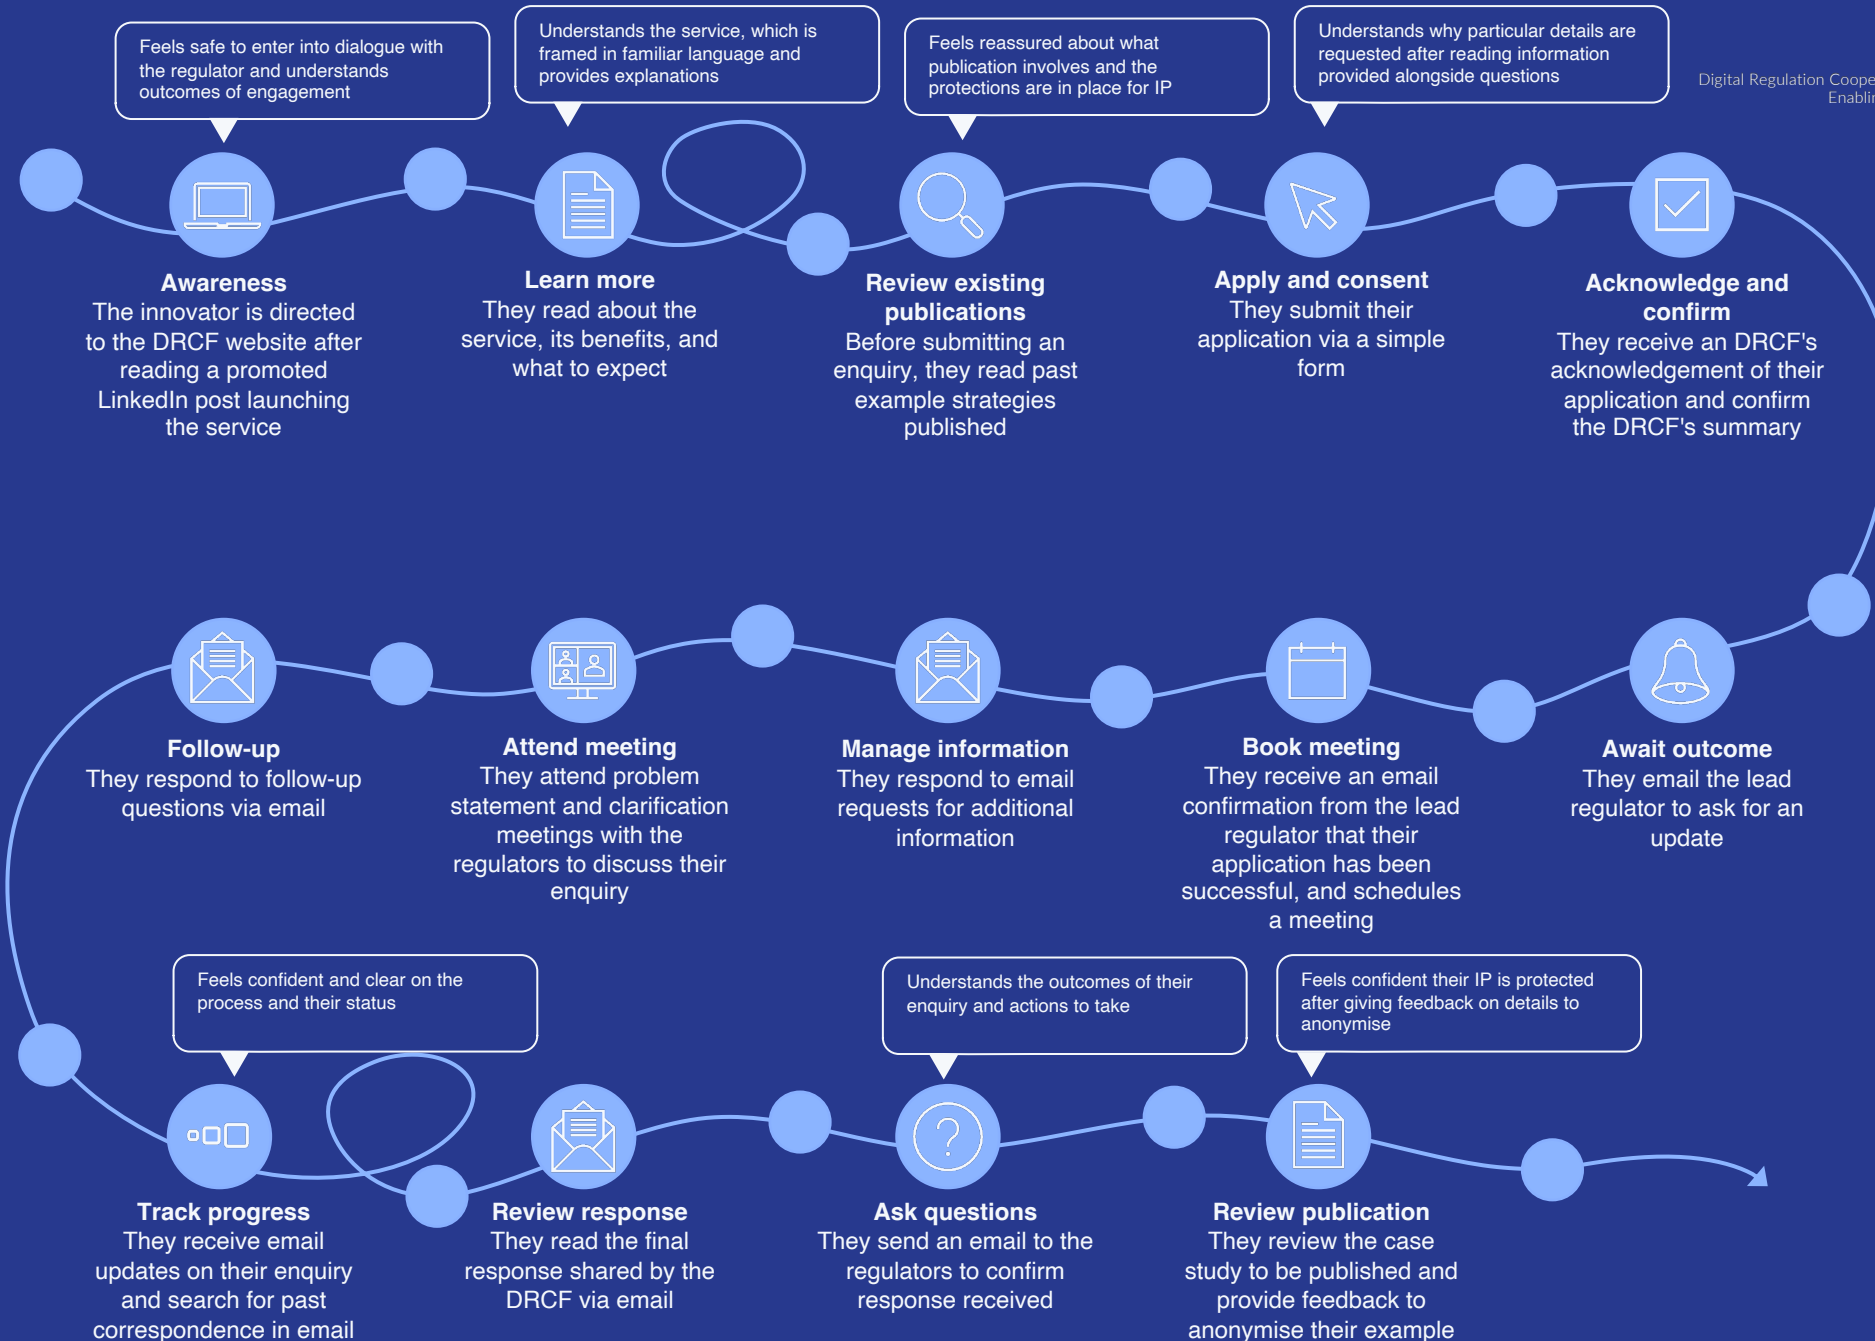 Feels safe to enter into dialogue with
the regulator and understands
outcomes of engagement
Understands the service, which is
framed in familiar language and
provides explanations
Feels reassured about what
publication involves and the
protections are in place for IP
Understands why particular details are
requested after reading information
provided alongside questions
Digital Regulation Coope
Enablin
Awareness
The innovator is directed
to the DRCF website after
reading a promoted
LinkedIn post launching
the service
Learn more
They read about the
service, its benefits, and
what to expect
Review existing
publications
Before submitting an
enquiry, they read past
example strategies
published
Apply and consent
They submit their
application via a simple
form
Acknowledge and
confirm
They receive an DRCF's
acknowledgement of their
application and confirm
the DRCF's summary
Follow-up
They respond to follow-up
questions via email
Attend meeting
They attend problem
statement and clarification
meetings with the
regulators to discuss their
enquiry
Manage information
They respond to email
requests for additional
information
Book meeting
They receive an email
confirmation from the lead
regulator that their
application has been
successful, and schedules
a meeting
Await outcome
They email the lead
regulator to ask for an
update
Feels confident and clear on the
process and their status
Understands the outcomes of their
enquiry and actions to take
Feels confident their IP is protected
after giving feedback on details to
anonymise
Track progress
They receive email
updates on their enquiry
and search for past
correspondence in email
Review response
They read the final
response shared by the
DRCF via email
Ask questions
They send an email to the
regulators to confirm
response received
Review publication
They review the case
study to be published and
provide feedback to
anonymise their example